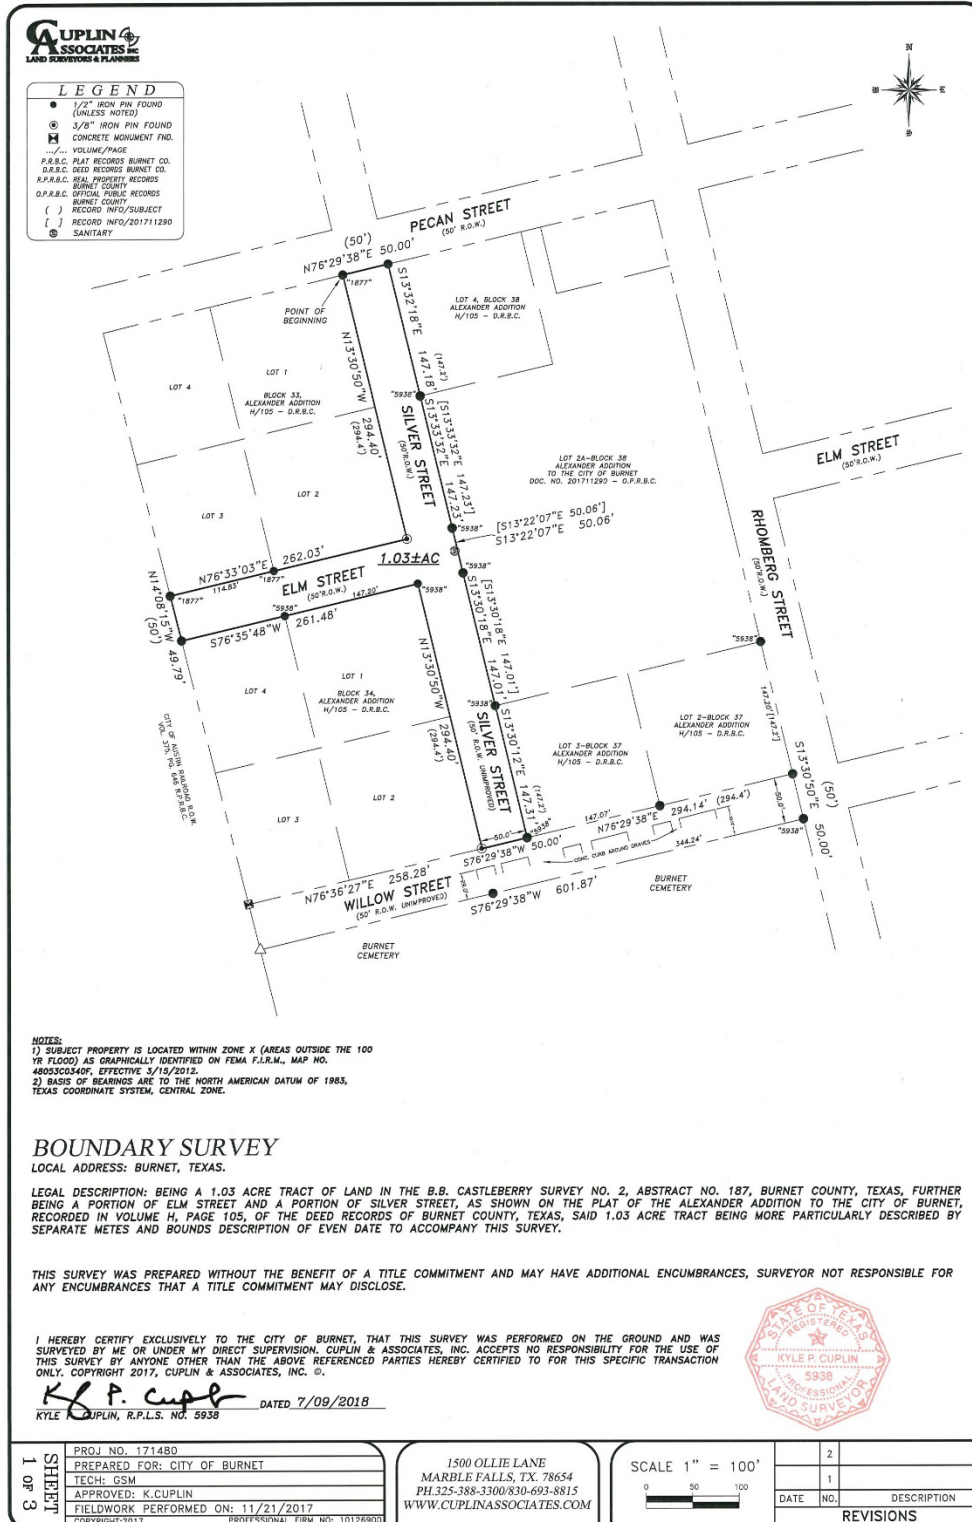 CUPLIN
ASSOCIATES INC
LAND SURVEYORS & PLANNERS
LEGEND
1/2" IRON PIN FOUND
(UNLESS NOTED)
3/8" IRON PIN FOUND
CONCRETE MONUMENT FND.
.../... VOLUME/PAGE
P.R.B.C. PLAT RECORDS BURNET CO.
D.R.B.C. DEED RECORDS BURNET CO.
R.P.R.B.C. REAL PROPERTY RECORDS
BURNET COUNTY
O.P.R.B.C. OFFICIAL PUBLIC RECORDS
BURNET COUNTY
( ) RECORD INFO/SUBJECT
[ ] RECORD INFO/201711290
S SANITARY
N
W E
S
PECAN STREET
(50' R.O.W.)
(50')
N76°29'38"E 50.00'
"1877"
POINT OF
BEGINNING
S13°32'18"E 147.18'
(147.2')
LOT 4, BLOCK 38
ALEXANDER ADDITION
H/105 - D.R.B.C.
N13°30'50"W 294.40'
(294.4')
LOT 4
LOT 1
BLOCK 33,
ALEXANDER ADDITION
H/105 - D.R.B.C.
LOT 2
LOT 3
"5938"
SILVER STREET
(50'R.O.W.)
[S13°33'32"E 147.23']
S13°33'32"E 147.23'
LOT 2A-BLOCK 38
ALEXANDER ADDITION
TO THE CITY OF BURNET
DOC. NO. 201711290 - O.P.R.B.C.
ELM STREET
(50'R.O.W.)
"5938"
[S13°22'07"E 50.06']
S13°22'07"E 50.06'
RHOMBERG STREET
(50'R.O.W.)
1.03±AC
N76°33'03"E 262.03'
"1877"
114.83'
"1877"
ELM STREET
(50'R.O.W.)
147.20'
"5938"
"5938"
"5938"
N14°08'15"W 49.79'
(50')
S76°35'48"W 261.48'
[S13°30'18"E 147.01']
S13°30'18"E 147.01'
"5938"
LOT 1
LOT 4
BLOCK 34,
ALEXANDER ADDITION
H/105 - D.R.B.C.
LOT 2
LOT 3
N13°30'50"W 294.40'
(294.4')
CITY OF AUSTIN RAILROAD R.O.W.
VOL. 375, PG. 646 R.P.R.B.C.
"5938"
SILVER STREET
(50' R.O.W. UNIMPROVED)
S13°30'12"E 147.31'
(147.2')
LOT 3-BLOCK 37
ALEXANDER ADDITION
H/105 - D.R.B.C.
LOT 2-BLOCK 37
ALEXANDER ADDITION
H/105 - D.R.B.C.
147.20'[147.2']
S13°30'50"E 50.00'
(50')
50.0'
"5938"
50.0'
"5938"
147.07'
N76°29'38"E 294.14' (294.4')
S76°29'38"W 50.00'
CONC. CURB AROUND GRAVES
344.24'
N76°36'27"E 258.28'
WILLOW STREET
(50' R.O.W. UNIMPROVED)
S76°29'38"W 601.87'
BURNET
CEMETERY
BURNET
CEMETERY
NOTES:
1) SUBJECT PROPERTY IS LOCATED WITHIN ZONE X (AREAS OUTSIDE THE 100
YR FLOOD) AS GRAPHICALLY IDENTIFIED ON FEMA F.I.R.M., MAP NO.
48053C0340F, EFFECTIVE 3/15/2012.
2) BASIS OF BEARINGS ARE TO THE NORTH AMERICAN DATUM OF 1983,
TEXAS COORDINATE SYSTEM, CENTRAL ZONE.
BOUNDARY SURVEY
LOCAL ADDRESS: BURNET, TEXAS.
LEGAL DESCRIPTION: BEING A 1.03 ACRE TRACT OF LAND IN THE B.B. CASTLEBERRY SURVEY NO. 2, ABSTRACT NO. 187, BURNET COUNTY, TEXAS, FURTHER
BEING A PORTION OF ELM STREET AND A PORTION OF SILVER STREET, AS SHOWN ON THE PLAT OF THE ALEXANDER ADDITION TO THE CITY OF BURNET,
RECORDED IN VOLUME H, PAGE 105, OF THE DEED RECORDS OF BURNET COUNTY, TEXAS, SAID 1.03 ACRE TRACT BEING MORE PARTICULARLY DESCRIBED BY
SEPARATE METES AND BOUNDS DESCRIPTION OF EVEN DATE TO ACCOMPANY THIS SURVEY.
THIS SURVEY WAS PREPARED WITHOUT THE BENEFIT OF A TITLE COMMITMENT AND MAY HAVE ADDITIONAL ENCUMBRANCES, SURVEYOR NOT RESPONSIBLE FOR
ANY ENCUMBRANCES THAT A TITLE COMMITMENT MAY DISCLOSE.
I HEREBY CERTIFY EXCLUSIVELY TO THE CITY OF BURNET, THAT THIS SURVEY WAS PERFORMED ON THE GROUND AND WAS
SURVEYED BY ME OR UNDER MY DIRECT SUPERVISION. CUPLIN & ASSOCIATES, INC. ACCEPTS NO RESPONSIBILITY FOR THE USE OF
THIS SURVEY BY ANYONE OTHER THAN THE ABOVE REFERENCED PARTIES HEREBY CERTIFIED TO FOR THIS SPECIFIC TRANSACTION
ONLY. COPYRIGHT 2017, CUPLIN & ASSOCIATES, INC. ©.
DATED 7/09/2018
KYLE P. CUPLIN, R.P.L.S. NO. 5938
STATE OF TEXAS
REGISTERED
KYLE P. CUPLIN
5938
PROFESSIONAL
LAND SURVEYOR
SHEET
1 OF 3
PROJ NO. 171480
PREPARED FOR: CITY OF BURNET
TECH: GSM
APPROVED: K.CUPLIN
FIELDWORK PERFORMED ON: 11/21/2017
COPYRIGHT:2017 PROFESSIONAL FIRM NO: 10126900
1500 OLLIE LANE
MARBLE FALLS, TX. 78654
PH.325-388-3300/830-693-8815
WWW.CUPLINASSOCIATES.COM
SCALE 1" = 100'
0 50 100
2
1
DATE NO. DESCRIPTION
REVISIONS